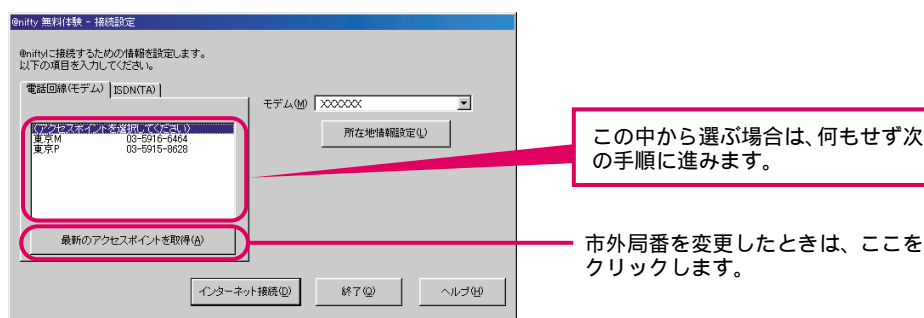 @nifty 無料体験 - 接続設定
@niftyに接続するための情報を設定します。
以下の項目を入力してください。
電話回線(モデム) ISDN(TA)
モデム(M) XXXXXX
(アクセスポイントを選択してください)
東京M 03-5916-6464
東京P 03-5915-8628
所在地情報設定(L)
最新のアクセスポイントを取得(A)
インターネット接続(D) 終了(Q) ヘルプ(H)
この中から選ぶ場合は、何もせず次
の手順に進みます。
市外局番を変更したときは、ここを
クリックします。